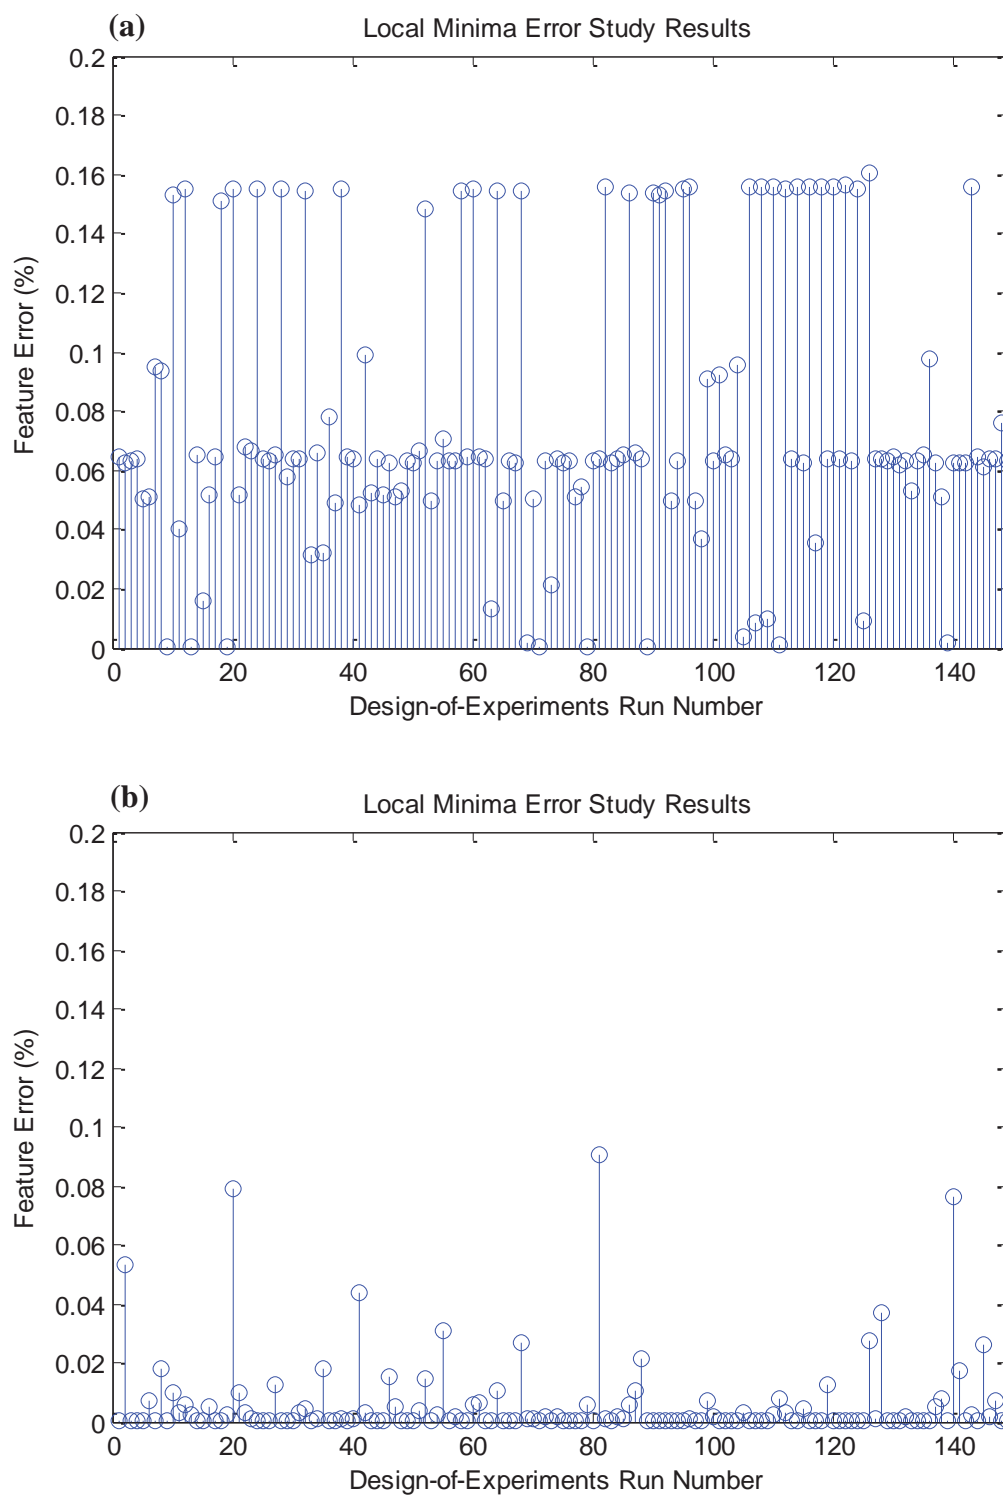 (a)
Local Minima Error Study Results
0.2
0.18
0.16
0.14
0.12
0.1
0.08
0.06
0.04
0.02
0
Feature Error (%)
0 20 40 60 80 100 120 140
Design-of-Experiments Run Number
(b)
Local Minima Error Study Results
0.2
0.18
0.16
0.14
0.12
0.1
0.08
0.06
0.04
0.02
0
Feature Error (%)
0 20 40 60 80 100 120 140
Design-of-Experiments Run Number